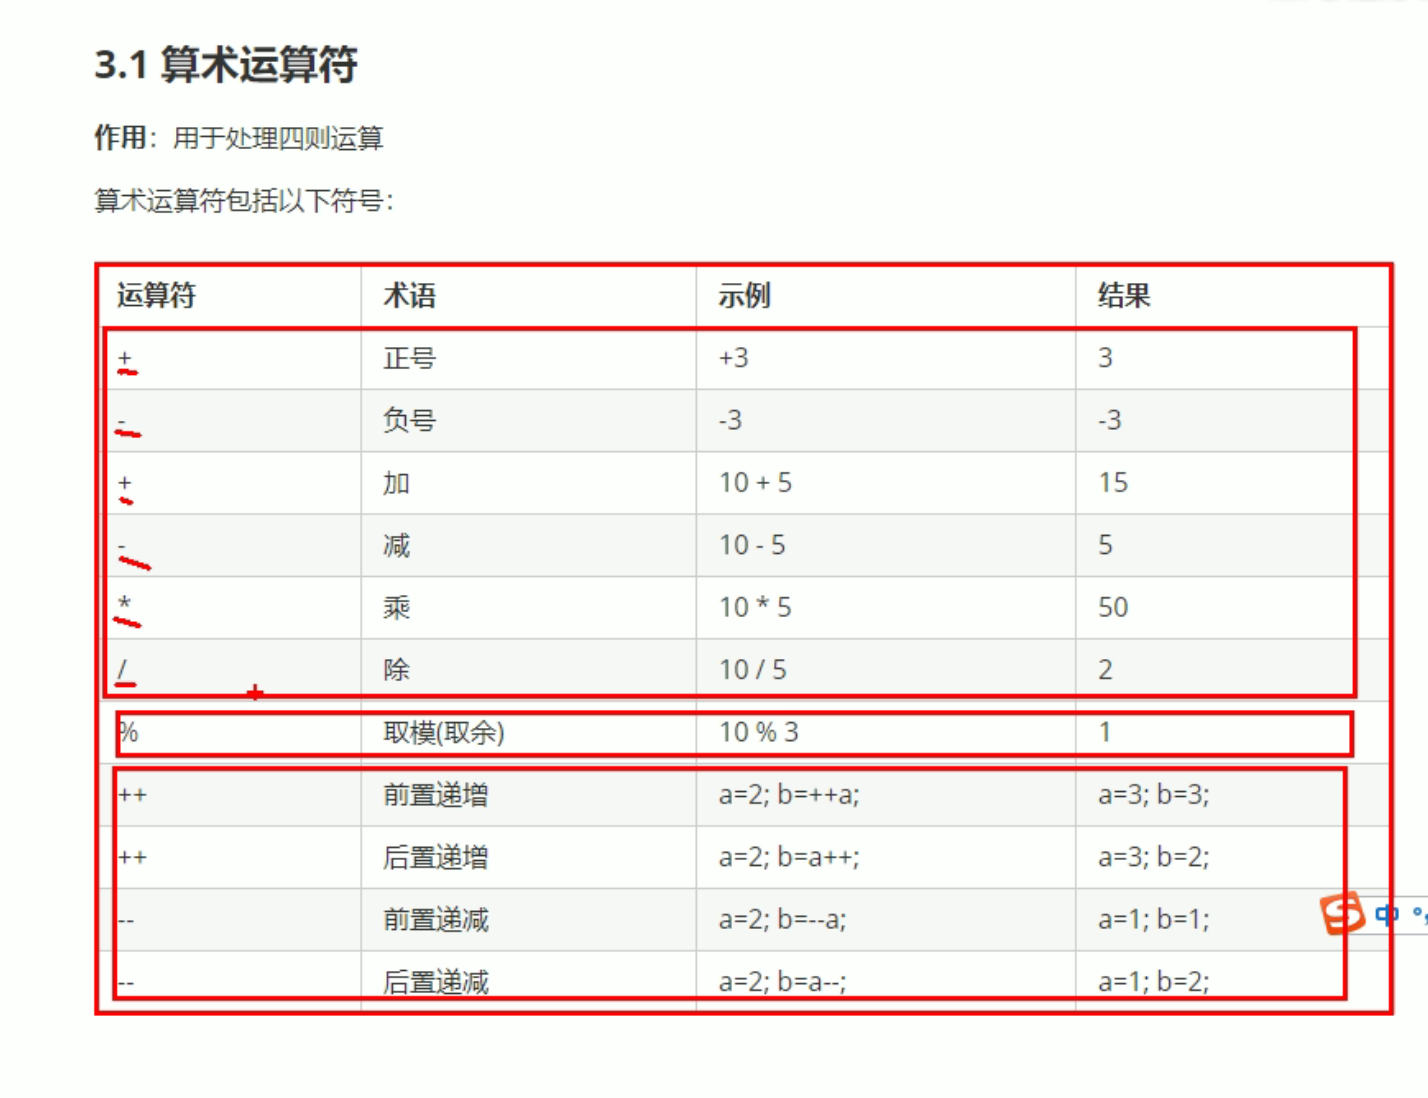 3.1 算术运算符
作用：用于处理四则运算
算术运算符包括以下符号：
运算符 术语 示例 结果
+ 正号 +3 3
- 负号 -3 -3
+ 加 10 + 5 15
- 减 10 - 5 5
* 乘 10 * 5 50
/ 除 10 / 5 2
% 取模(取余) 10 % 3 1
++ 前置递增 a=2; b=++a; a=3; b=3;
++ 后置递增 a=2; b=a++; a=3; b=2;
-- 前置递减 a=2; b=--a; a=1; b=1;
-- 后置递减 a=2; b=a--; a=1; b=2;
中